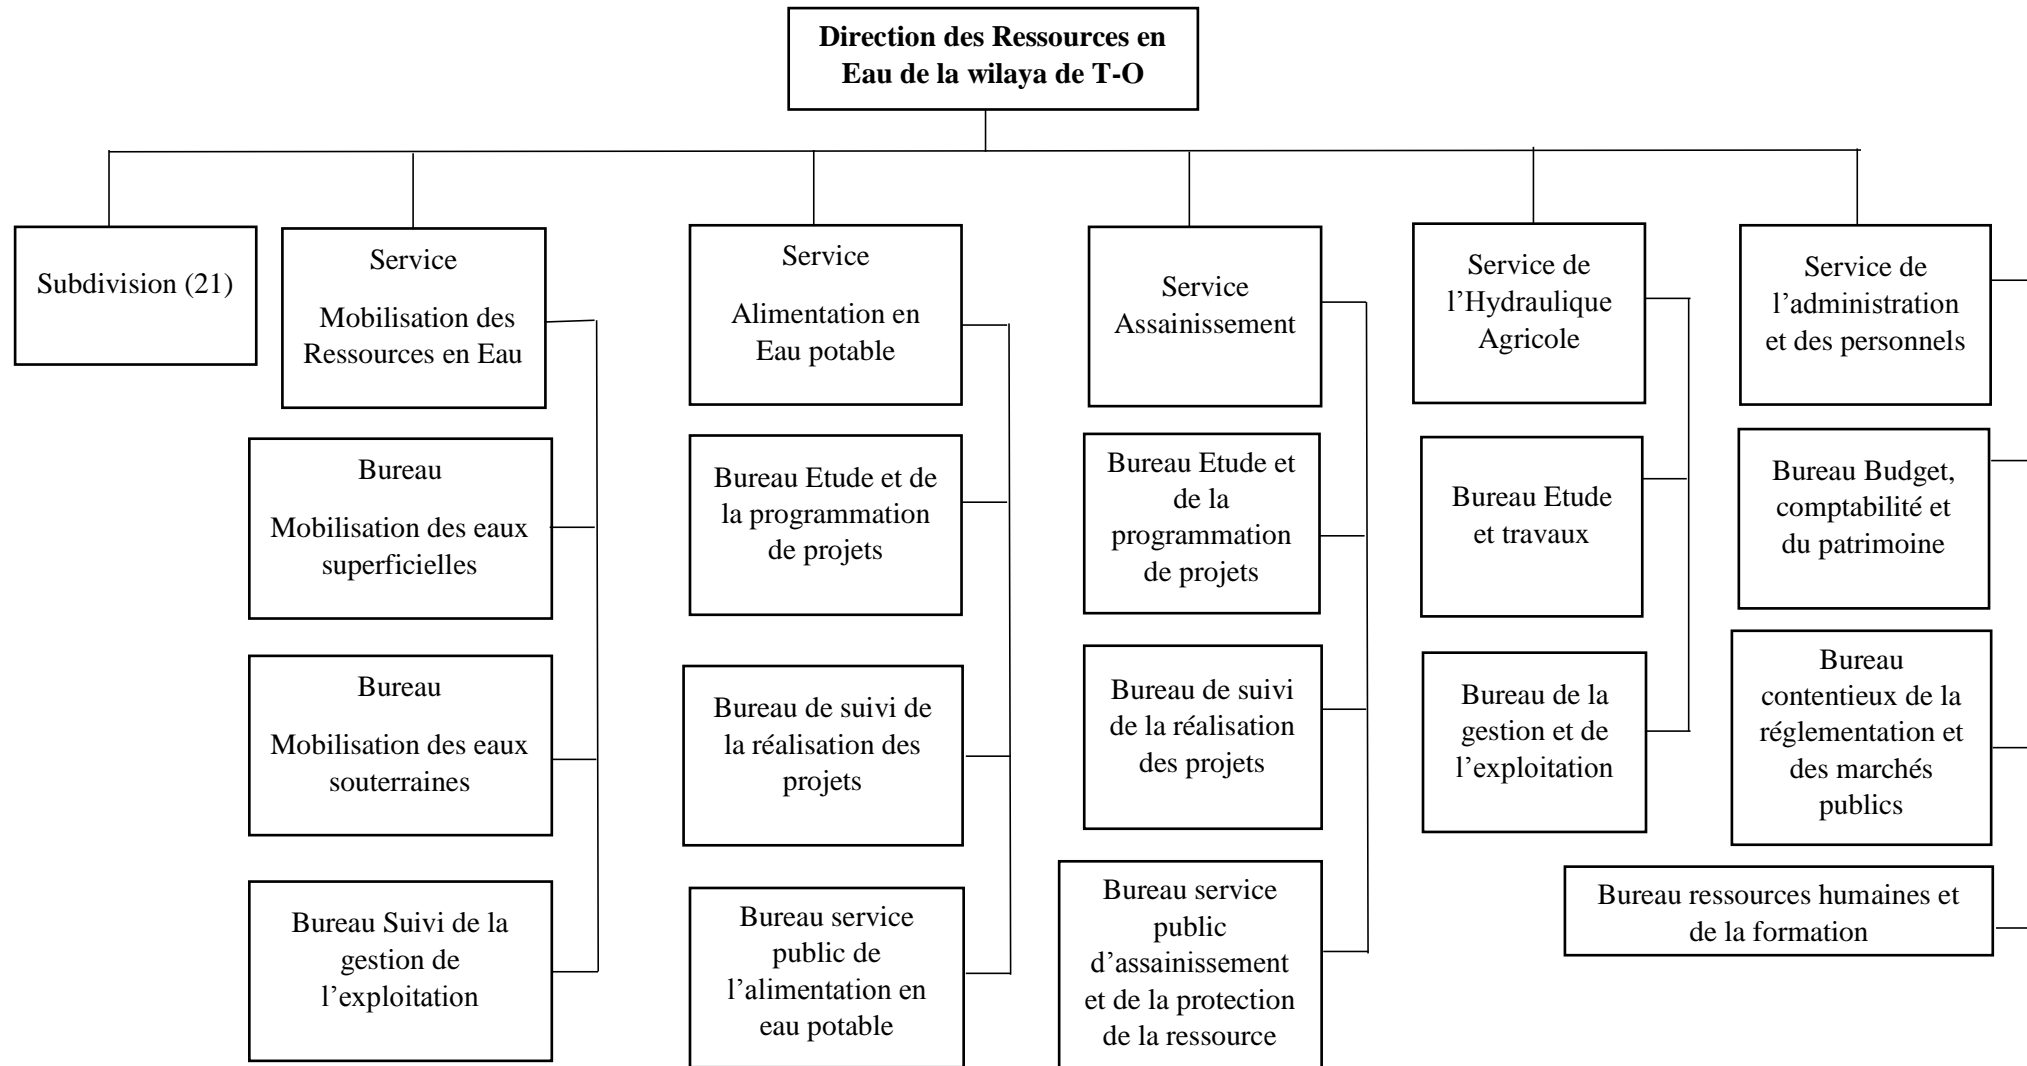 Direction des Ressources en
Eau de la wilaya de T-O
Subdivision (21)
Service
Mobilisation des
Ressources en Eau
Service
Alimentation en
Eau potable
Service
Assainissement
Service de
l’Hydraulique
Agricole
Service de
l’administration
et des personnels
Bureau
Mobilisation des eaux
superficielles
Bureau Etude et de
la programmation
de projets
Bureau Etude et
de la
programmation
de projets
Bureau Etude
et travaux
Bureau Budget,
comptabilité et
du patrimoine
Bureau
Mobilisation des eaux
souterraines
Bureau de suivi de
la réalisation des
projets
Bureau de suivi
de la réalisation
des projets
Bureau de la
gestion et de
l’exploitation
Bureau
contentieux de la
réglementation et
des marchés
publics
Bureau Suivi de la
gestion de
l’exploitation
Bureau service
public de
l’alimentation en
eau potable
Bureau service
public
d’assainissement
et de la protection
de la ressource
Bureau ressources humaines et
de la formation